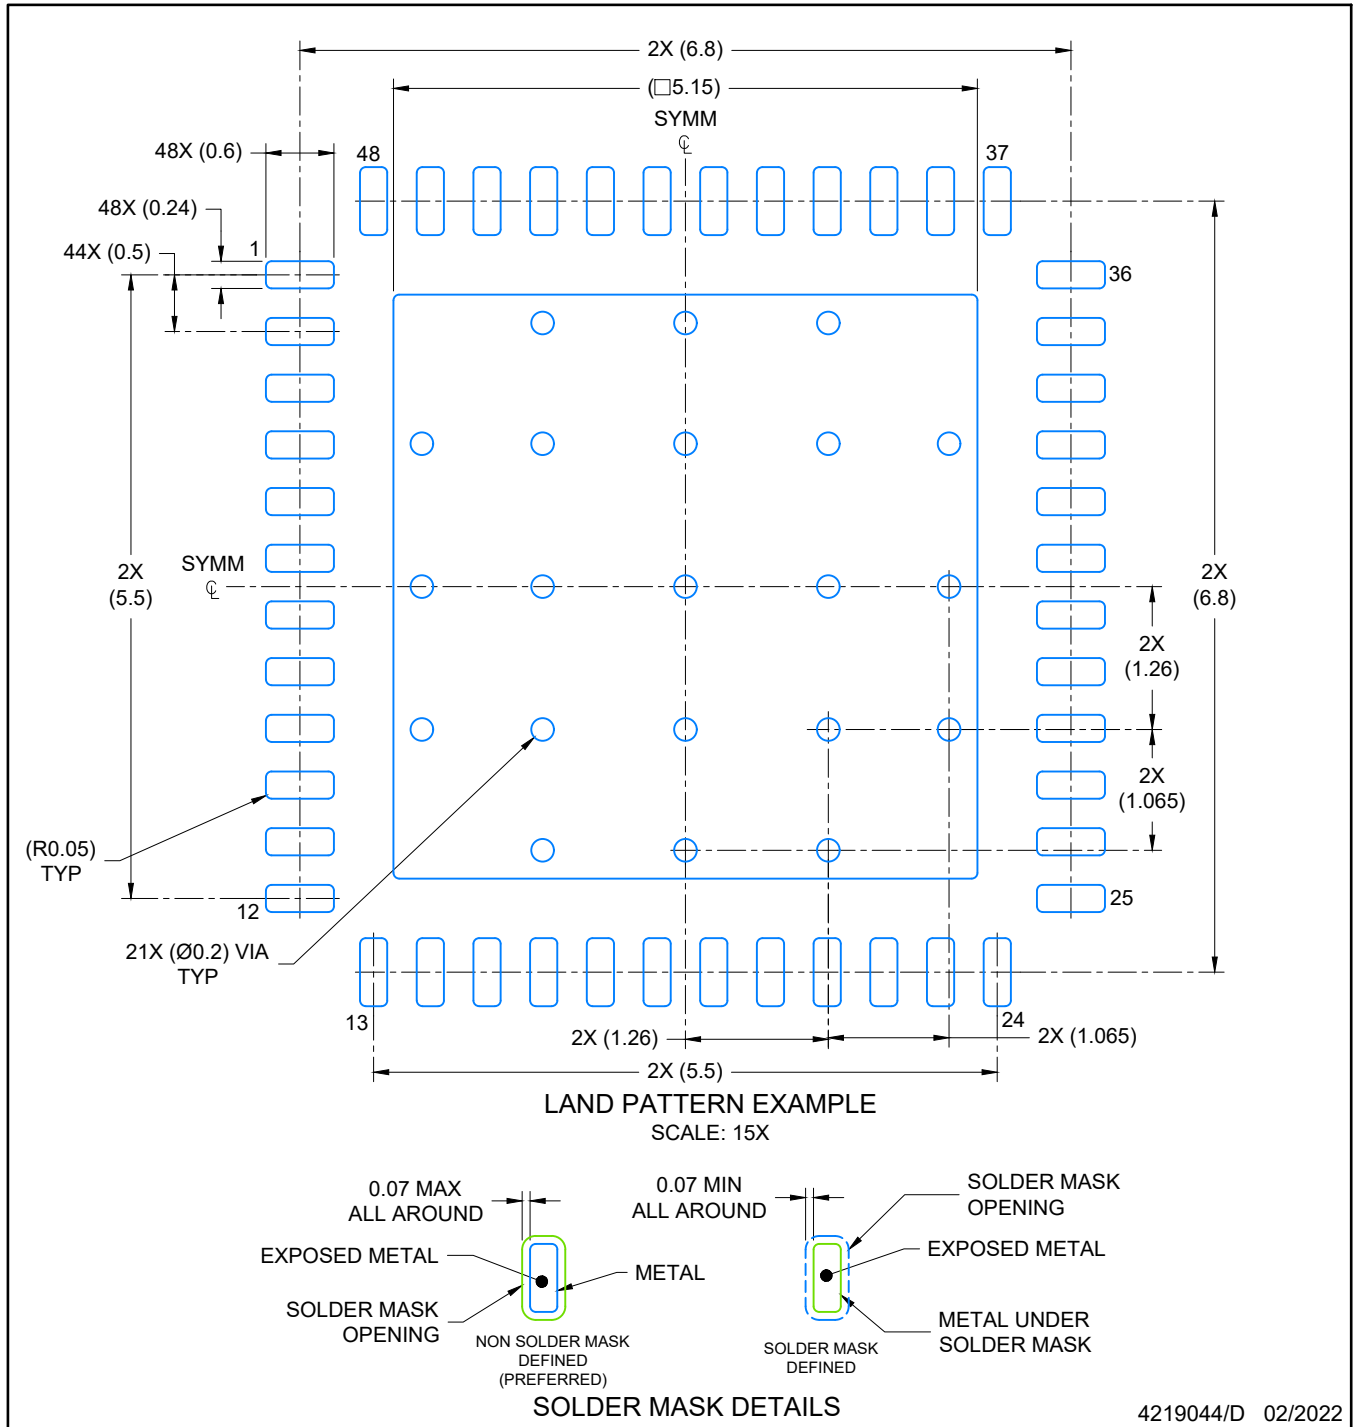 2X (6.8)
(□5.15)
SYMM
℄
48X (0.6)
48
37
48X (0.24)
1
44X (0.5)
36
SYMM
℄
2X
(5.5)
2X
(6.8)
2X
(1.26)
2X
(1.065)
(R0.05)
TYP
12
25
21X (Ø0.2) VIA
TYP
13
24
2X (1.26)
2X (1.065)
2X (5.5)
LAND PATTERN EXAMPLE
SCALE: 15X
0.07 MAX
ALL AROUND
EXPOSED METAL
METAL
SOLDER MASK
OPENING
NON SOLDER MASK
DEFINED
(PREFERRED)
0.07 MIN
ALL AROUND
SOLDER MASK
OPENING
EXPOSED METAL
METAL UNDER
SOLDER MASK
SOLDER MASK
DEFINED
SOLDER MASK DETAILS
4219044/D 02/2022